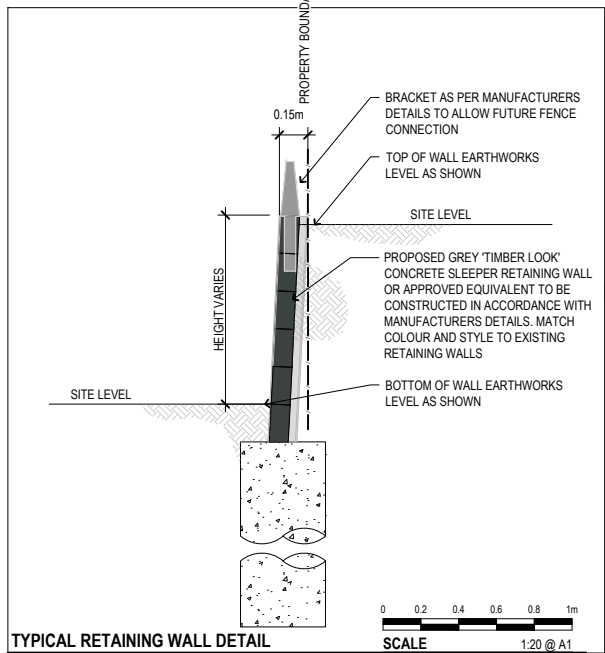 PROPERTY BOUNDA
0.15m
BRACKET AS PER MANUFACTURERS
DETAILS TO ALLOW FUTURE FENCE
CONNECTION
TOP OF WALL EARTHWORKS
LEVEL AS SHOWN
SITE LEVEL
PROPOSED GREY 'TIMBER LOOK'
CONCRETE SLEEPER RETAINING WALL
OR APPROVED EQUIVALENT TO BE
CONSTRUCTED IN ACCORDANCE WITH
MANUFACTURERS DETAILS. MATCH
COLOUR AND STYLE TO EXISTING
RETAINING WALLS
HEIGHT VARIES
BOTTOM OF WALL EARTHWORKS
LEVEL AS SHOWN
SITE LEVEL
0 0.2 0.4 0.6 0.8 1m
TYPICAL RETAINING WALL DETAIL
SCALE 1:20 @ A1